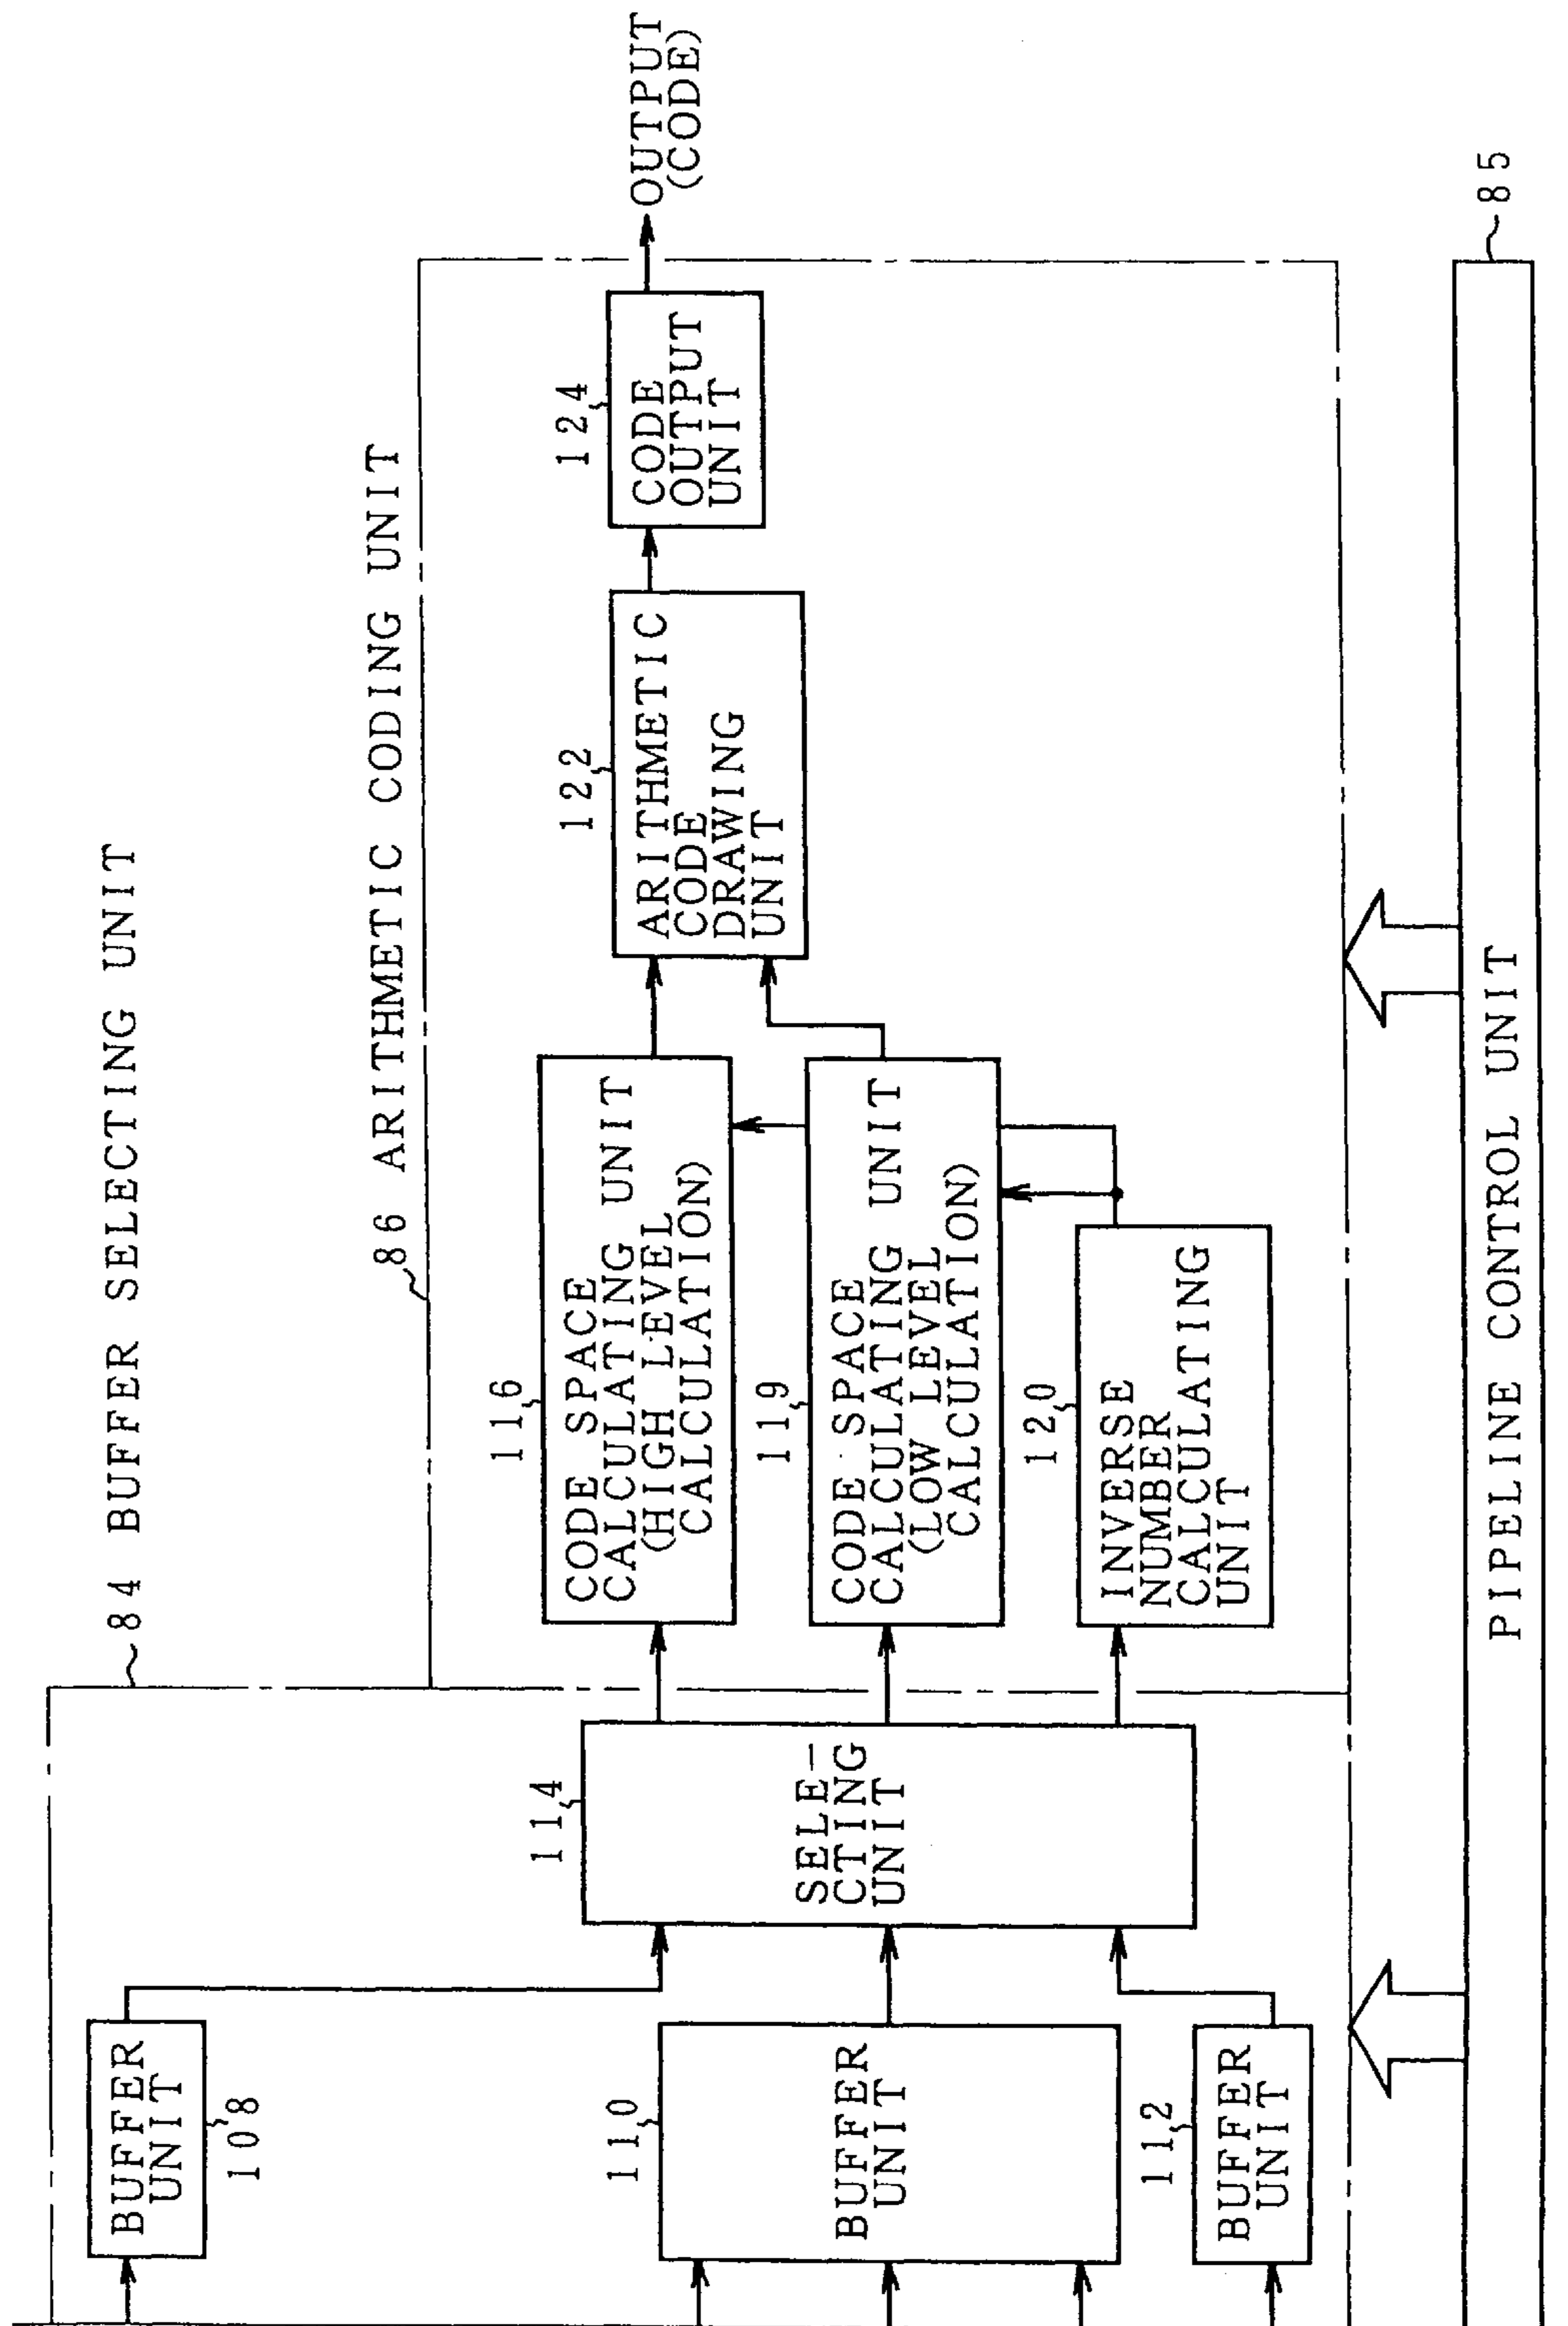 84 BUFFER SELECTING UNIT
86 ARITHMETIC CODING UNIT
BUFFER
UNIT
108
110
BUFFER
UNIT
112
BUFFER
UNIT
114
SELE-
CTING
UNIT
116
CODE SPACE
CALCULATING UNIT
(HIGH LEVEL
CALCULATION)
119
CODE SPACE
CALCULATING UNIT
(LOW LEVEL
CALCULATION)
120
INVERSE
NUMBER
CALCULATING
UNIT
122
ARITHMETIC
CODE
DRAWING
UNIT
124
CODE
OUTPUT
UNIT
OUTPUT
(CODE)
PIPELINE CONTROL UNIT
85